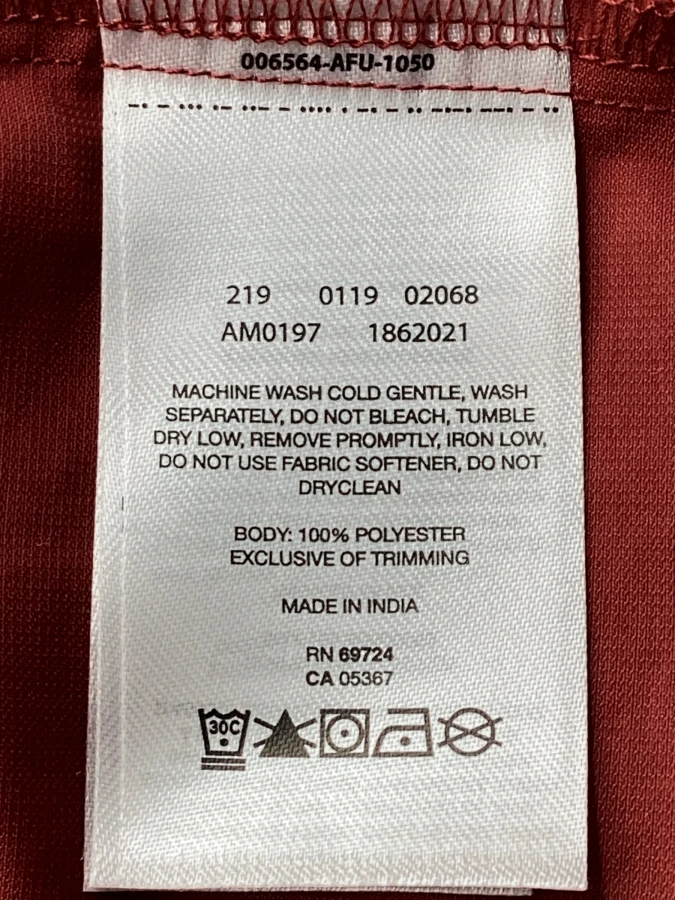 006564-AFU-1050
219 0119 02068
AM0197 1862021
MACHINE WASH COLD GENTLE, WASH
SEPARATELY, DO NOT BLEACH, TUMBLE
DRY LOW, REMOVE PROMPTLY, IRON LOW,
DO NOT USE FABRIC SOFTENER, DO NOT
DRYCLEAN
BODY: 100% POLYESTER
EXCLUSIVE OF TRIMMING
MADE IN INDIA
RN 69724
CA 05367
30C